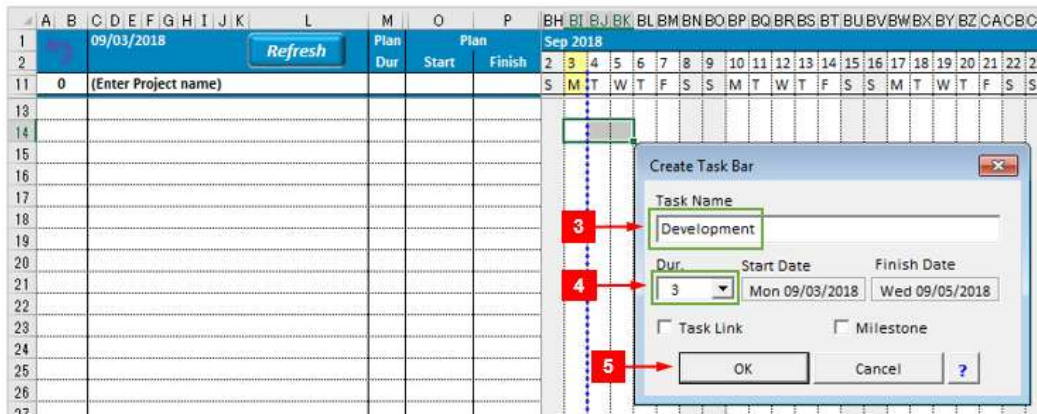 A B C D E F G H I J K L M O P BH BI BJ BK BL BM BN BO BP BQ BR BS BT BU BV BW BX BY BZ CA CB C
1 09/03/2018 Refresh Plan Plan Sep 2018
2 Dur Start Finish 2 3 4 5 6 7 8 9 10 11 12 13 14 15 16 17 18 19 20 21 22 2
11 0 (Enter Project name) S M T W T F S S M T W T F S S M T W T F S S
13
14
15
16
17
18
19
20
21
22
23
24
25
26
27
Create Task Bar
Task Name
3 Development
Dur. Start Date Finish Date
4 3 Mon 09/03/2018 Wed 09/05/2018
Task Link Milestone
5 OK Cancel ?